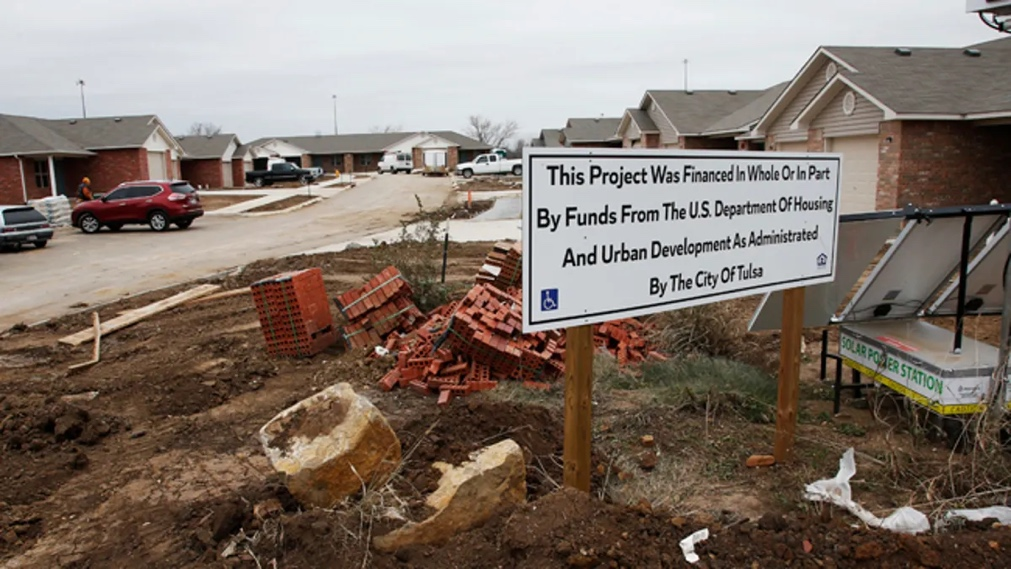 This Project Was Financed In Whole Or In Part
By Funds From The U.S. Department Of Housing
And Urban Development As Administrated
By The City Of Tulsa
SOLAR POWER STATION
CAUTION